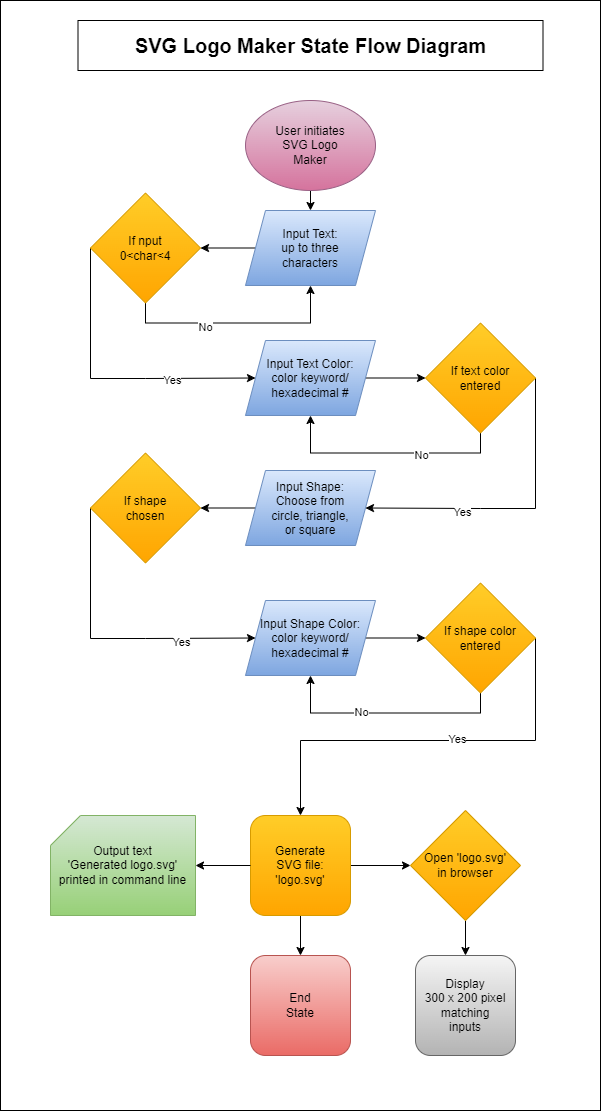 SVG Logo Maker State Flow Diagram
User initiates
SVG Logo
Maker
Input Text:
up to three
characters
If nput
0<char<4
No
Yes
Input Text Color:
color keyword/
hexadecimal #
If text color
entered
No
Yes
Input Shape:
Choose from
circle, triangle,
or square
If shape
chosen
Yes
Input Shape Color:
color keyword/
hexadecimal #
If shape color
entered
No
Yes
Output text
'Generated logo.svg'
printed in command line
Generate
SVG file:
'logo.svg'
Open 'logo.svg'
in browser
End
State
Display
300 x 200 pixel
matching
inputs